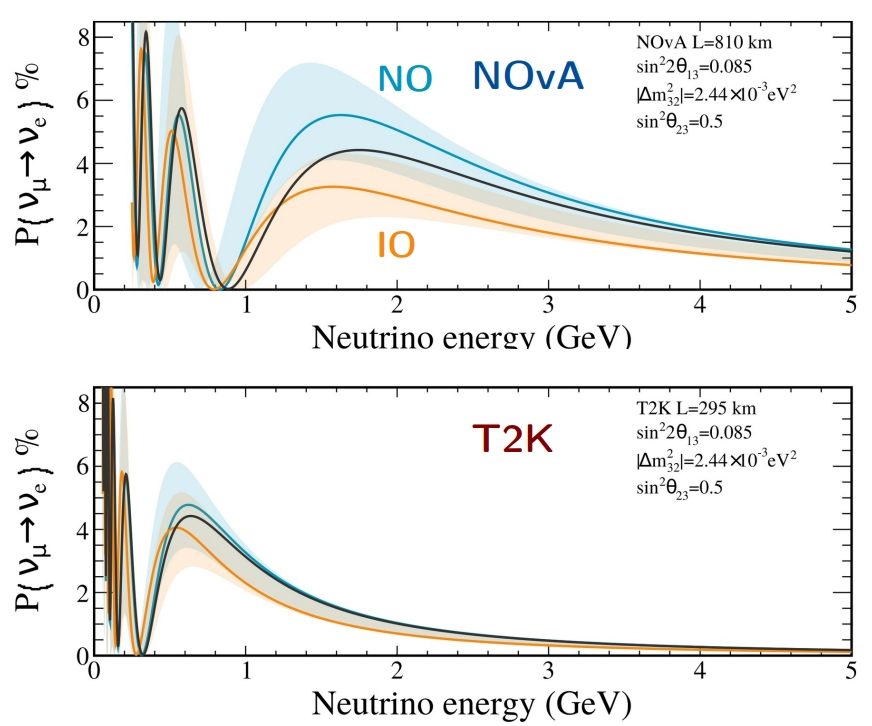 8
6
4
2
0
P(νμ→νe) %
NO
NOνA
IO
NOνA L=810 km
sin²2θ13=0.085
|Δm²32|=2.44×10⁻³eV²
sin²θ23=0.5
0 1 2 3 4 5
Neutrino energy (GeV)
8
6
4
2
0
P(νμ→νe) %
T2K
T2K L=295 km
sin²2θ13=0.085
|Δm²32|=2.44×10⁻³eV²
sin²θ23=0.5
0 1 2 3 4 5
Neutrino energy (GeV)